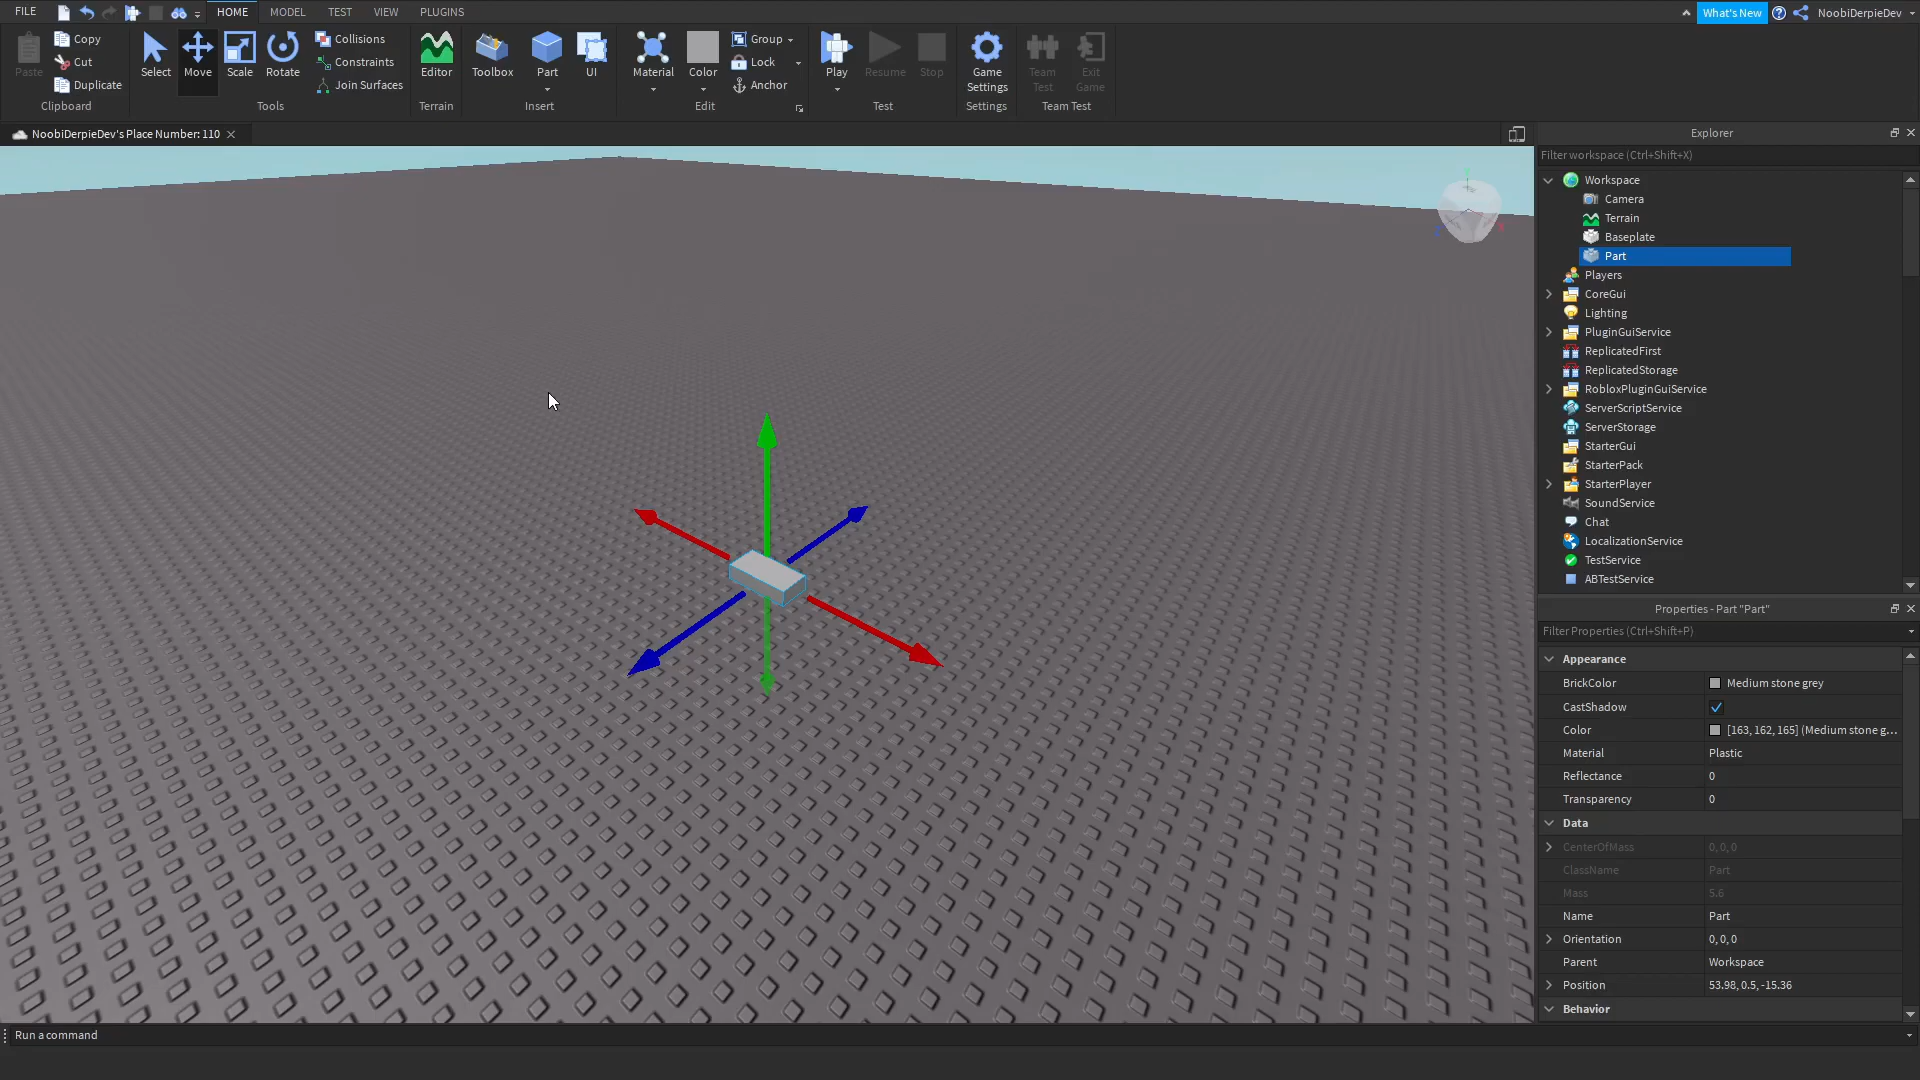 FILE HOME MODEL TEST VIEW PLUGINS What's New NoobiDerpieDev
Paste Copy Cut Duplicate Clipboard
Select Move Scale Rotate Collisions Constraints Join Surfaces Tools
Editor Terrain
Toolbox Part UI Insert
Material Color Group Lock Anchor Edit
Play Resume Stop Test
Game Settings Settings
Team Test Exit Game Team Test
NoobiDerpieDev's Place Number: 110
Explorer
Filter workspace (Ctrl+Shift+X)
Workspace
Camera
Terrain
Baseplate
Part
Players
CoreGui
Lighting
PluginGuiService
ReplicatedFirst
ReplicatedStorage
RobloxPluginGuiService
ServerScriptService
ServerStorage
StarterGui
StarterPack
StarterPlayer
SoundService
Chat
LocalizationService
TestService
ABTestService
Properties - Part "Part"
Filter Properties (Ctrl+Shift+P)
Appearance
BrickColor Medium stone grey
CastShadow
Color [163, 162, 165] (Medium stone g...
Material Plastic
Reflectance 0
Transparency 0
Data
CenterOfMass 0, 0, 0
ClassName Part
Mass 5.6
Name Part
Orientation 0, 0, 0
Parent Workspace
Position 53.98, 0.5, -15.36
Behavior
Run a command